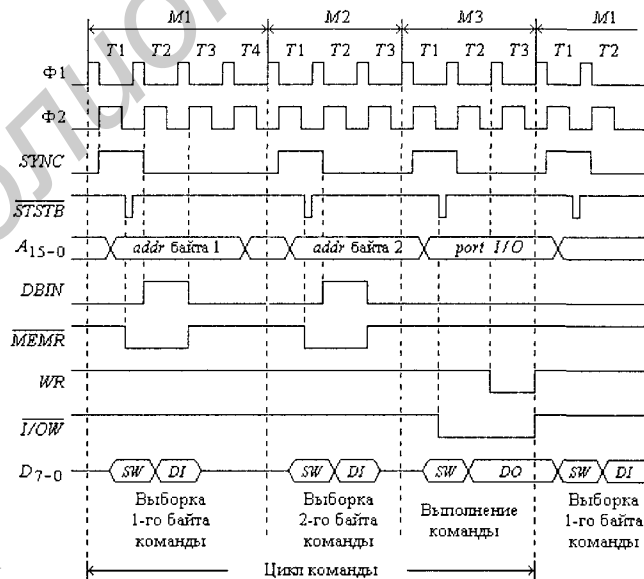 M1 M2 M3 M1
T1 T2 T3 T4 T1 T2 T3 T1 T2 T3 T1 T2
Ф1
Ф2
SYNC
STSTB
A15-0 addr байта 1 addr байта 2 port I/O
DBIN
MEMR
WR
I/OW
D7-0 SW DI SW DI SW DO SW DI
Выборка 1-го байта команды
Выборка 2-го байта команды
Выполнение команды
Выборка 1-го байта команды
Цикл команды